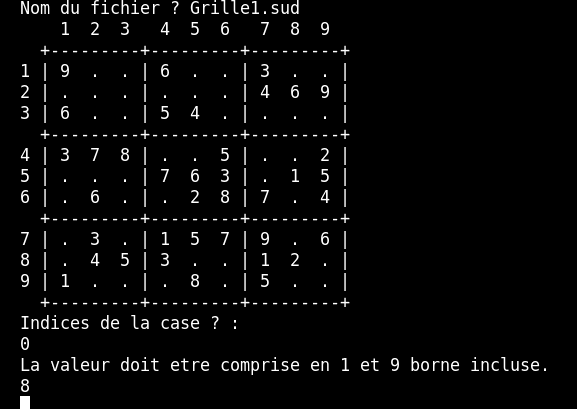 Nom du fichier ? Grille1.sud
1 2 3 4 5 6 7 8 9
+---------+---------+---------+
1 | 9 . . | 6 . . | 3 . . |
2 | . . . | . . . | 4 6 9 |
3 | 6 . . | 5 4 . | . . . |
+---------+---------+---------+
4 | 3 7 8 | . . 5 | . . 2 |
5 | . . . | 7 6 3 | . 1 5 |
6 | . 6 . | . 2 8 | 7 . 4 |
+---------+---------+---------+
7 | . 3 . | 1 5 7 | 9 . 6 |
8 | . 4 5 | 3 . . | 1 2 . |
9 | 1 . . | . 8 . | 5 . . |
+---------+---------+---------+
Indices de la case ? :
0
La valeur doit etre comprise en 1 et 9 borne incluse.
8